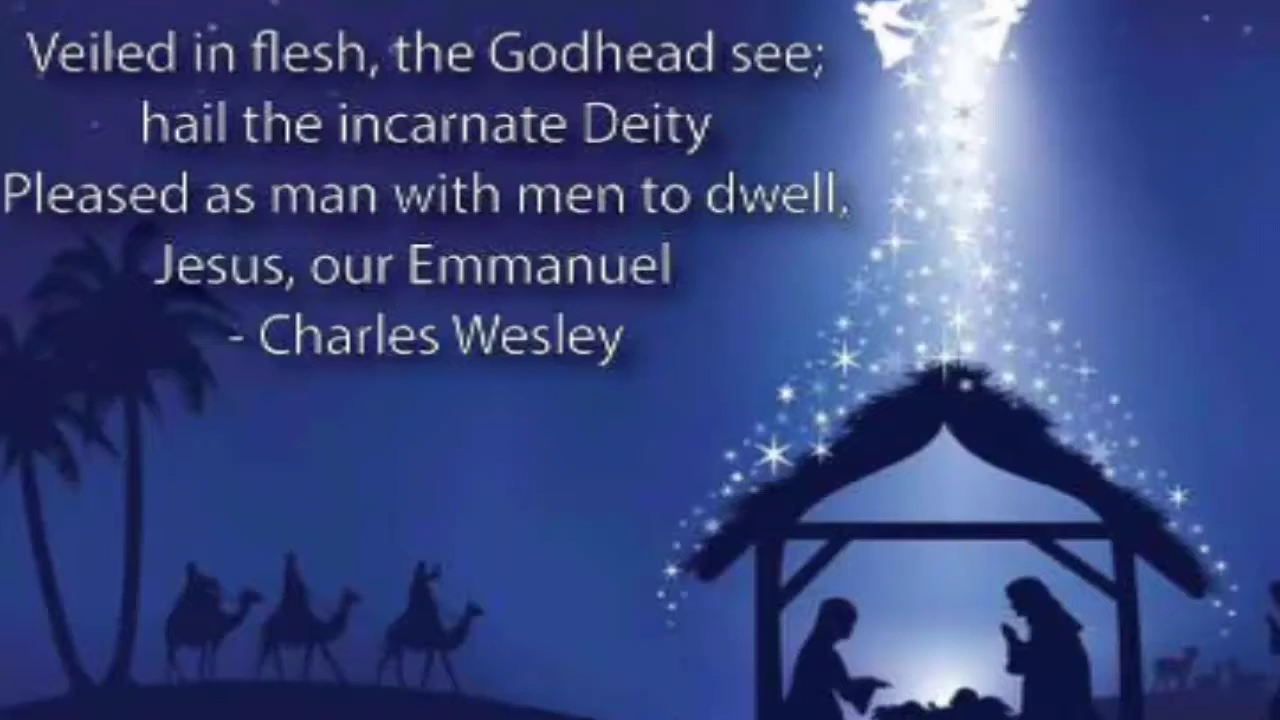 Veiled in flesh, the Godhead see;
hail the incarnate Deity
Pleased as man with men to dwell,
Jesus, our Emmanuel
- Charles Wesley